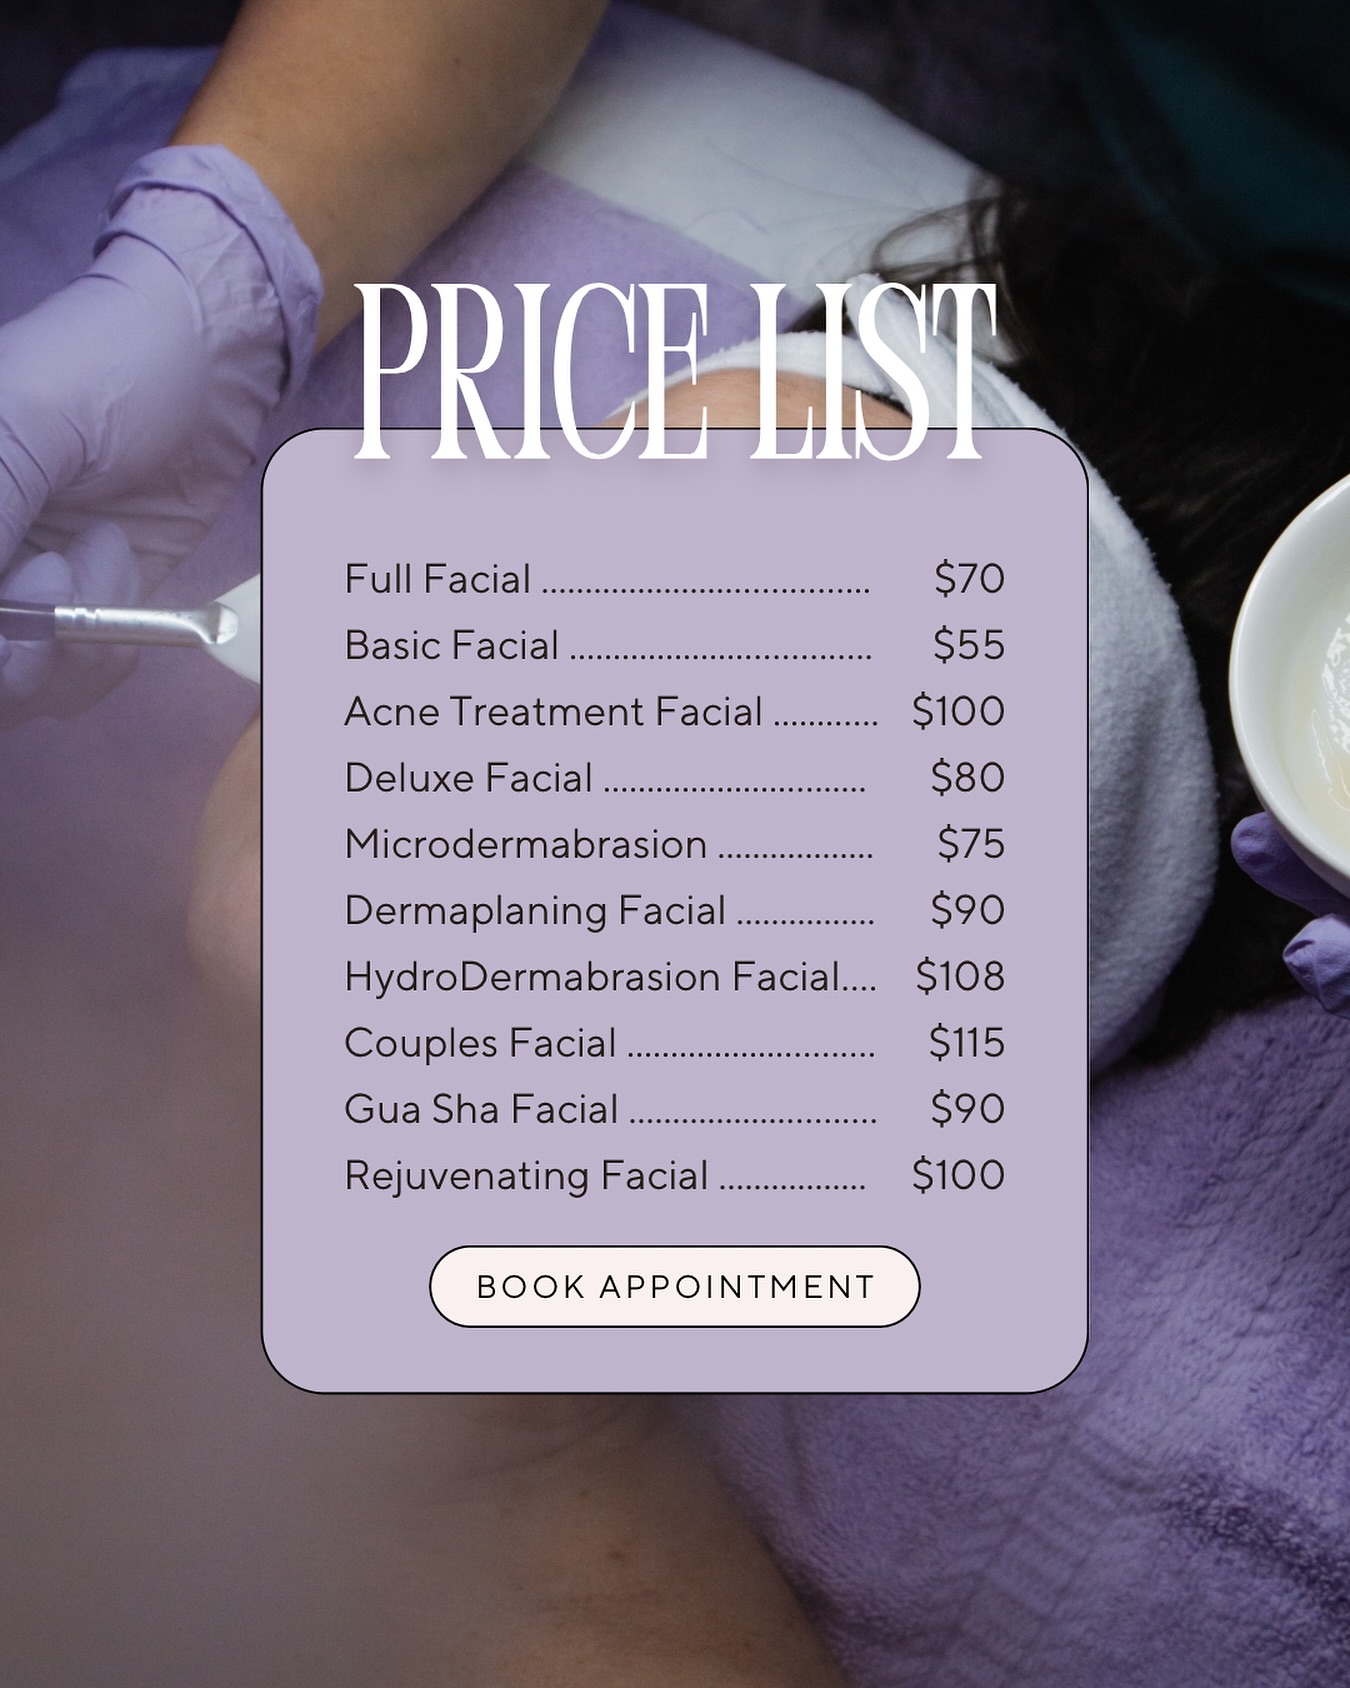 PRICE LIST
Full Facial ...................................... $70
Basic Facial ................................... $55
Acne Treatment Facial ............ $100
Deluxe Facial .............................. $80
Microdermabrasion .................. $75
Dermaplaning Facial ................ $90
HydroDermabrasion Facial.... $108
Couples Facial ............................. $115
Gua Sha Facial ............................. $90
Rejuvenating Facial ................. $100
BOOK APPOINTMENT